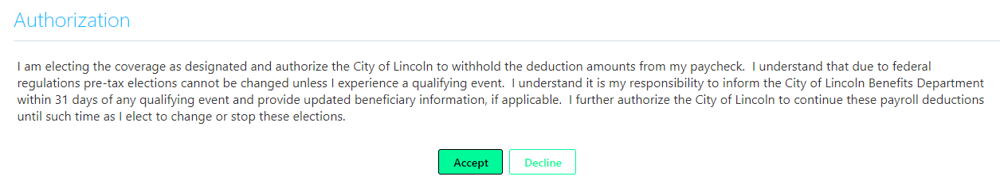 Authorization
I am electing the coverage as designated and authorize the City of Lincoln to withhold the deduction amounts from my paycheck.  I understand that due to federal
regulations pre-tax elections cannot be changed unless I experience a qualifying event.  I understand it is my responsibility to inform the City of Lincoln Benefits Department
within 31 days of any qualifying event and provide updated beneficiary information, if applicable.  I further authorize the City of Lincoln to continue these payroll deductions
until such time as I elect to change or stop these elections.
Accept Decline